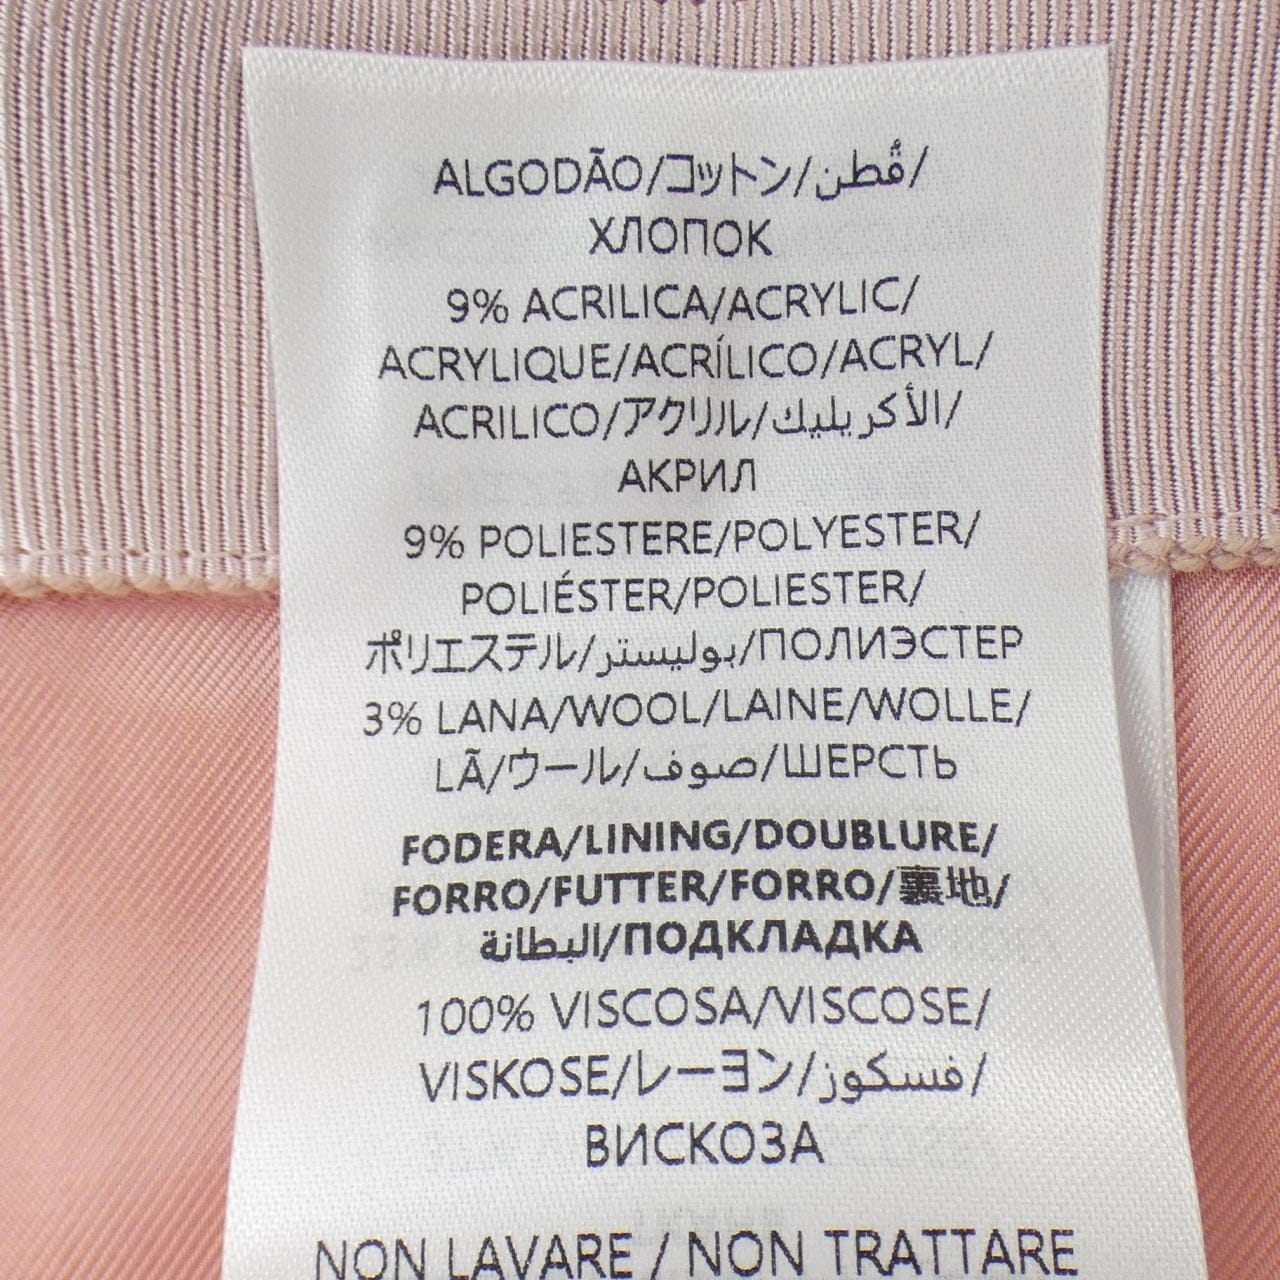 ALGODÃO/コットン/قُطن/
ХЛОПОК
9% ACRILICA/ACRYLIC/
ACRYLIQUE/ACRÍLICO/ACRYL/
ACRILICO/アクリル/الأكريليك/
АКРИЛ
9% POLIESTERE/POLYESTER/
POLIÉSTER/POLIESTER/
ポリエステル/بوليستر/ПОЛИЭСТЕР
3% LANA/WOOL/LAINE/WOLLE/
LÃ/ウール/صوف/ШЕРСТЬ
FODERA/LINING/DOUBLURE/
FORRO/FUTTER/FORRO/裏地/
البطانة/ПОДКЛАДКА
100% VISCOSA/VISCOSE/
VISKOSE/レーヨン/فسكوز/
ВИСКОЗА
NON LAVARE / NON TRATTARE